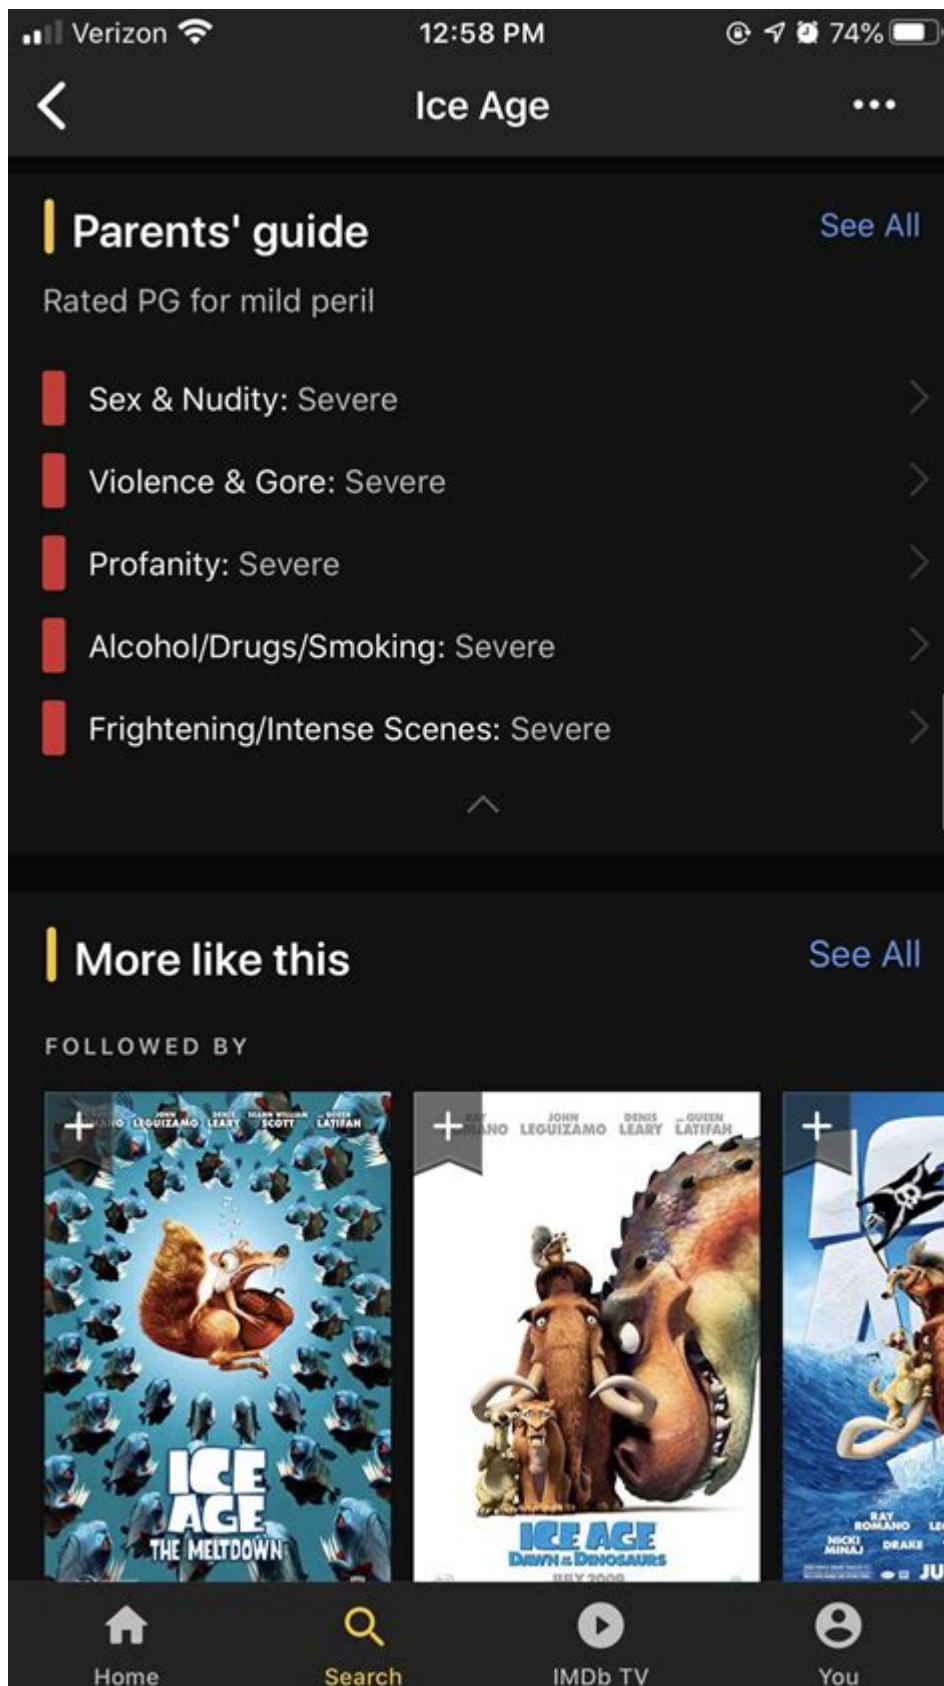 Verizon 12:58 PM 74%
Ice Age
Parents' guide See All
Rated PG for mild peril
Sex & Nudity: Severe
Violence & Gore: Severe
Profanity: Severe
Alcohol/Drugs/Smoking: Severe
Frightening/Intense Scenes: Severe
More like this See All
FOLLOWED BY
JOHN LEGUIZAMO DENIS LEARY SEANN WILLIAM SCOTT QUEEN LATIFAH
ICE AGE
THE MELTDOWN
JOHN LEGUIZAMO DENIS LEARY QUEEN LATIFAH
ICE AGE
DAWN OF THE DINOSAURS
JULY 2009
RAY ROMANO
NICKI MINAJ DRAKE
Home Search IMDb TV You